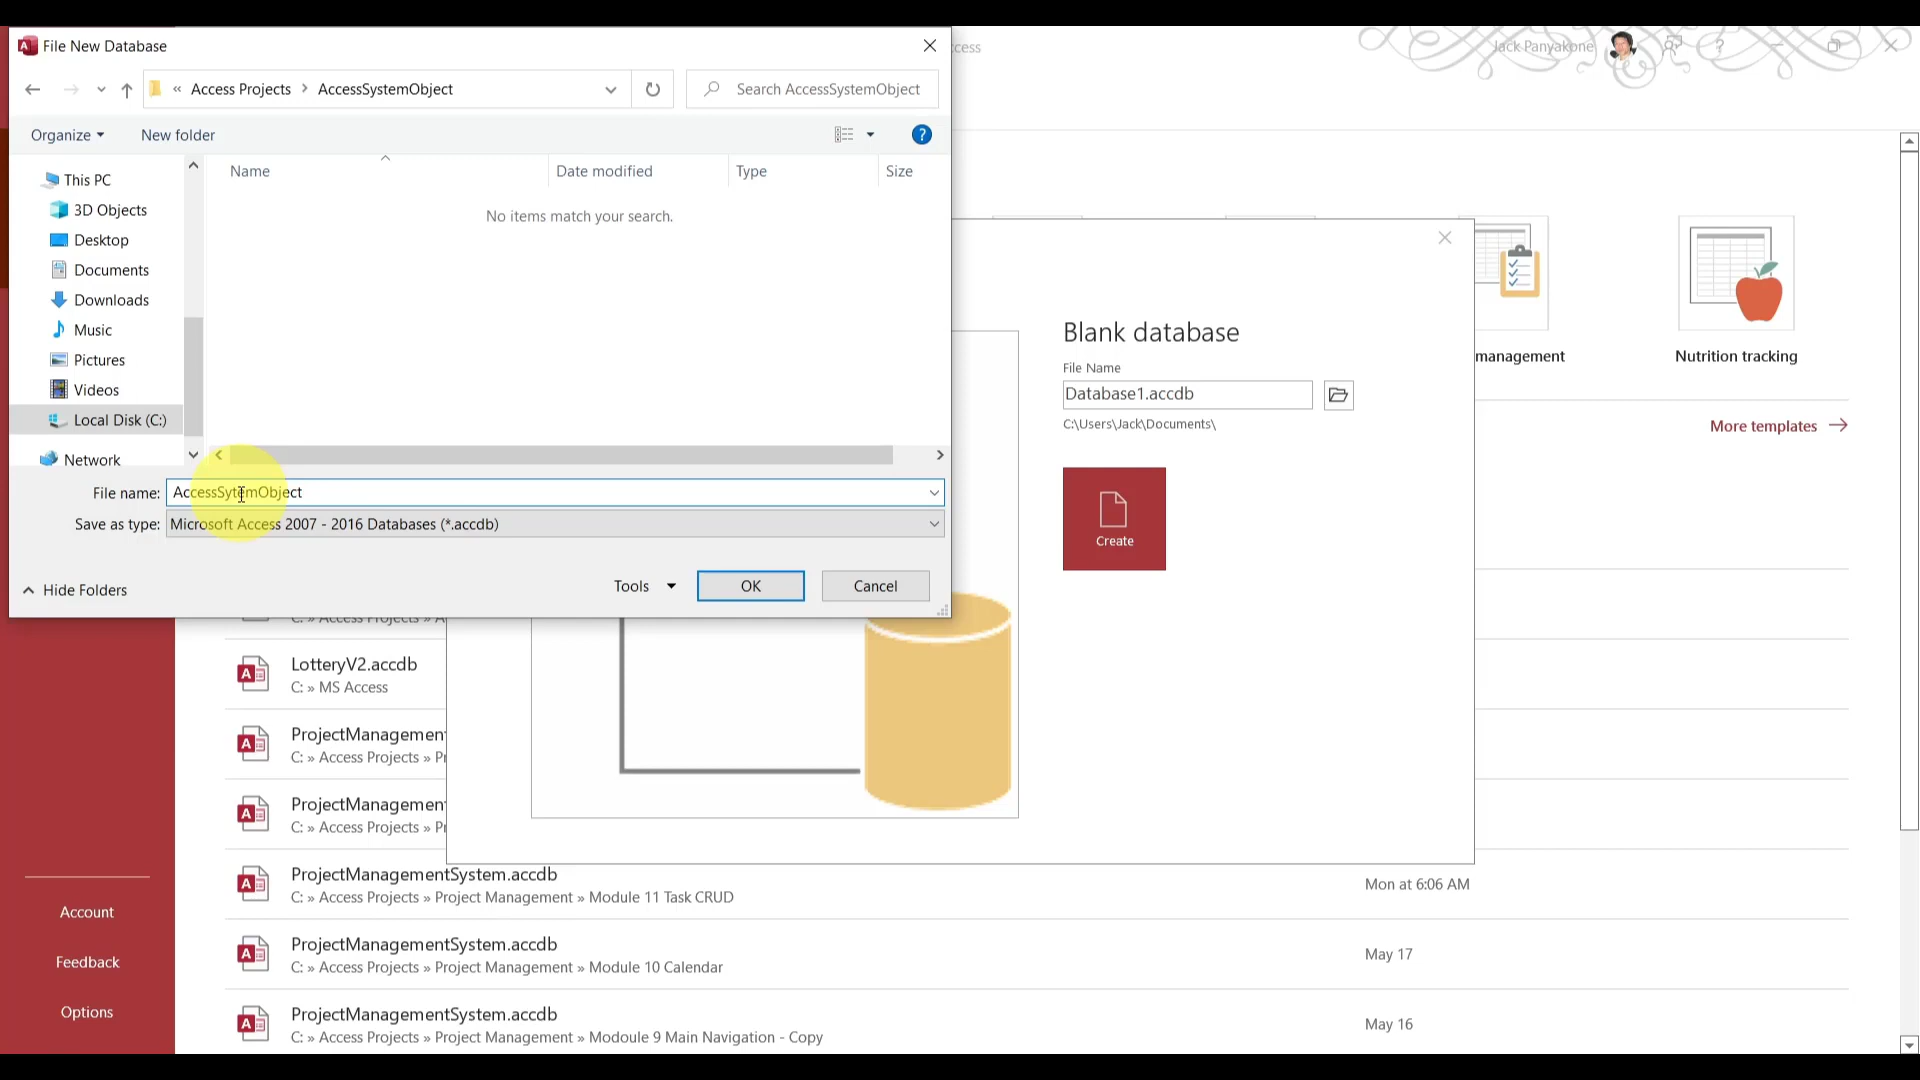 File New Database
Access Projects > AccessSystemObject
Search AccessSystemObject
Organize
New folder
Name
Date modified
Type
Size
No items match your search.
This PC
3D Objects
Desktop
Documents
Downloads
Music
Pictures
Videos
Local Disk (C:)
Network
File name: AccessSytemObject
Save as type: Microsoft Access 2007 - 2016 Databases (*.accdb)
Hide Folders
Tools
OK
Cancel
cess
Jack Panyakone
Blank database
File Name
Database1.accdb
C:\Users\Jack\Documents\
Create
management
Nutrition tracking
More templates
C: » Access Projects » A
LotteryV2.accdb
C: » MS Access
ProjectManagemen
C: » Access Projects » P
ProjectManagemen
C: » Access Projects » P
ProjectManagementSystem.accdb
C: » Access Projects » Project Management » Module 11 Task CRUD
Mon at 6:06 AM
ProjectManagementSystem.accdb
C: » Access Projects » Project Management » Module 10 Calendar
May 17
ProjectManagementSystem.accdb
C: » Access Projects » Project Management » Modoule 9 Main Navigation - Copy
May 16
Account
Feedback
Options